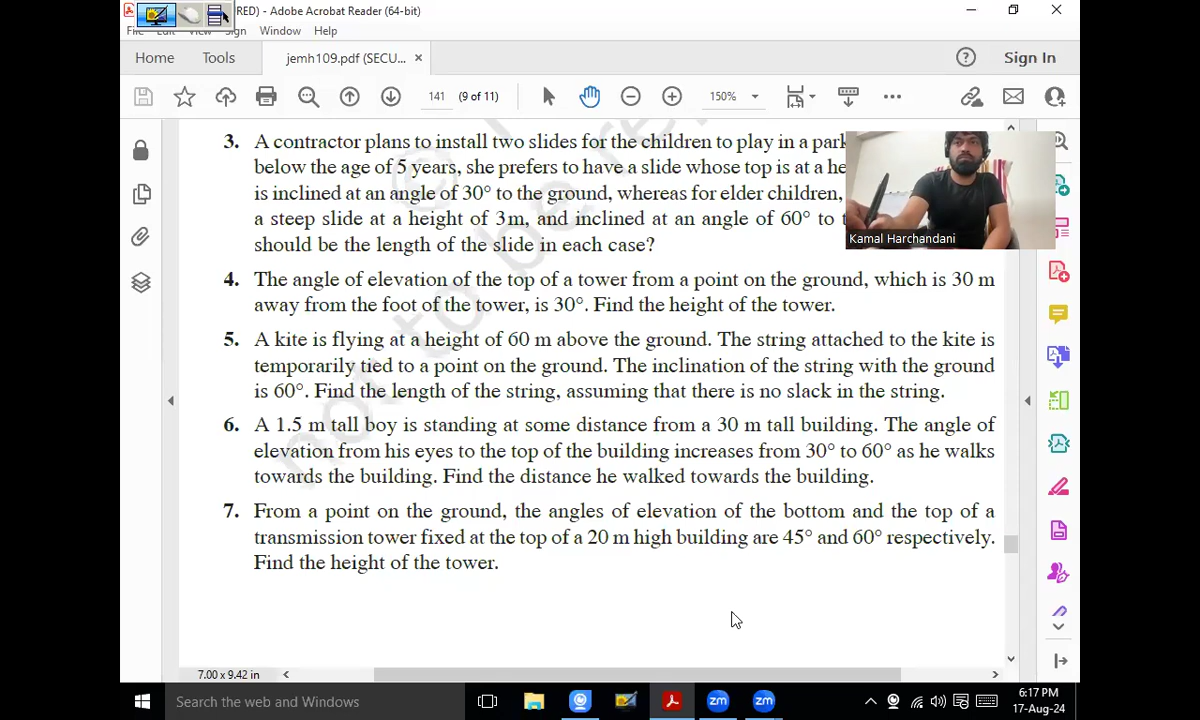 RED) - Adobe Acrobat Reader (64-bit)
File Edit View Sign Window Help
Home Tools jemh109.pdf (SECU... × Sign In
141 (9 of 11) 150%
3. A contractor plans to install two slides for the children to play in a park
below the age of 5 years, she prefers to have a slide whose top is at a he
is inclined at an angle of 30° to the ground, whereas for elder children,
a steep slide at a height of 3m, and inclined at an angle of 60° to t
should be the length of the slide in each case?
Kamal Harchandani
4. The angle of elevation of the top of a tower from a point on the ground, which is 30 m
away from the foot of the tower, is 30°. Find the height of the tower.
5. A kite is flying at a height of 60 m above the ground. The string attached to the kite is
temporarily tied to a point on the ground. The inclination of the string with the ground
is 60°. Find the length of the string, assuming that there is no slack in the string.
6. A 1.5 m tall boy is standing at some distance from a 30 m tall building. The angle of
elevation from his eyes to the top of the building increases from 30° to 60° as he walks
towards the building. Find the distance he walked towards the building.
7. From a point on the ground, the angles of elevation of the bottom and the top of a
transmission tower fixed at the top of a 20 m high building are 45° and 60° respectively.
Find the height of the tower.
not to be re
7.00 x 9.42 in
Search the web and Windows
zm zm
6:17 PM
17-Aug-24